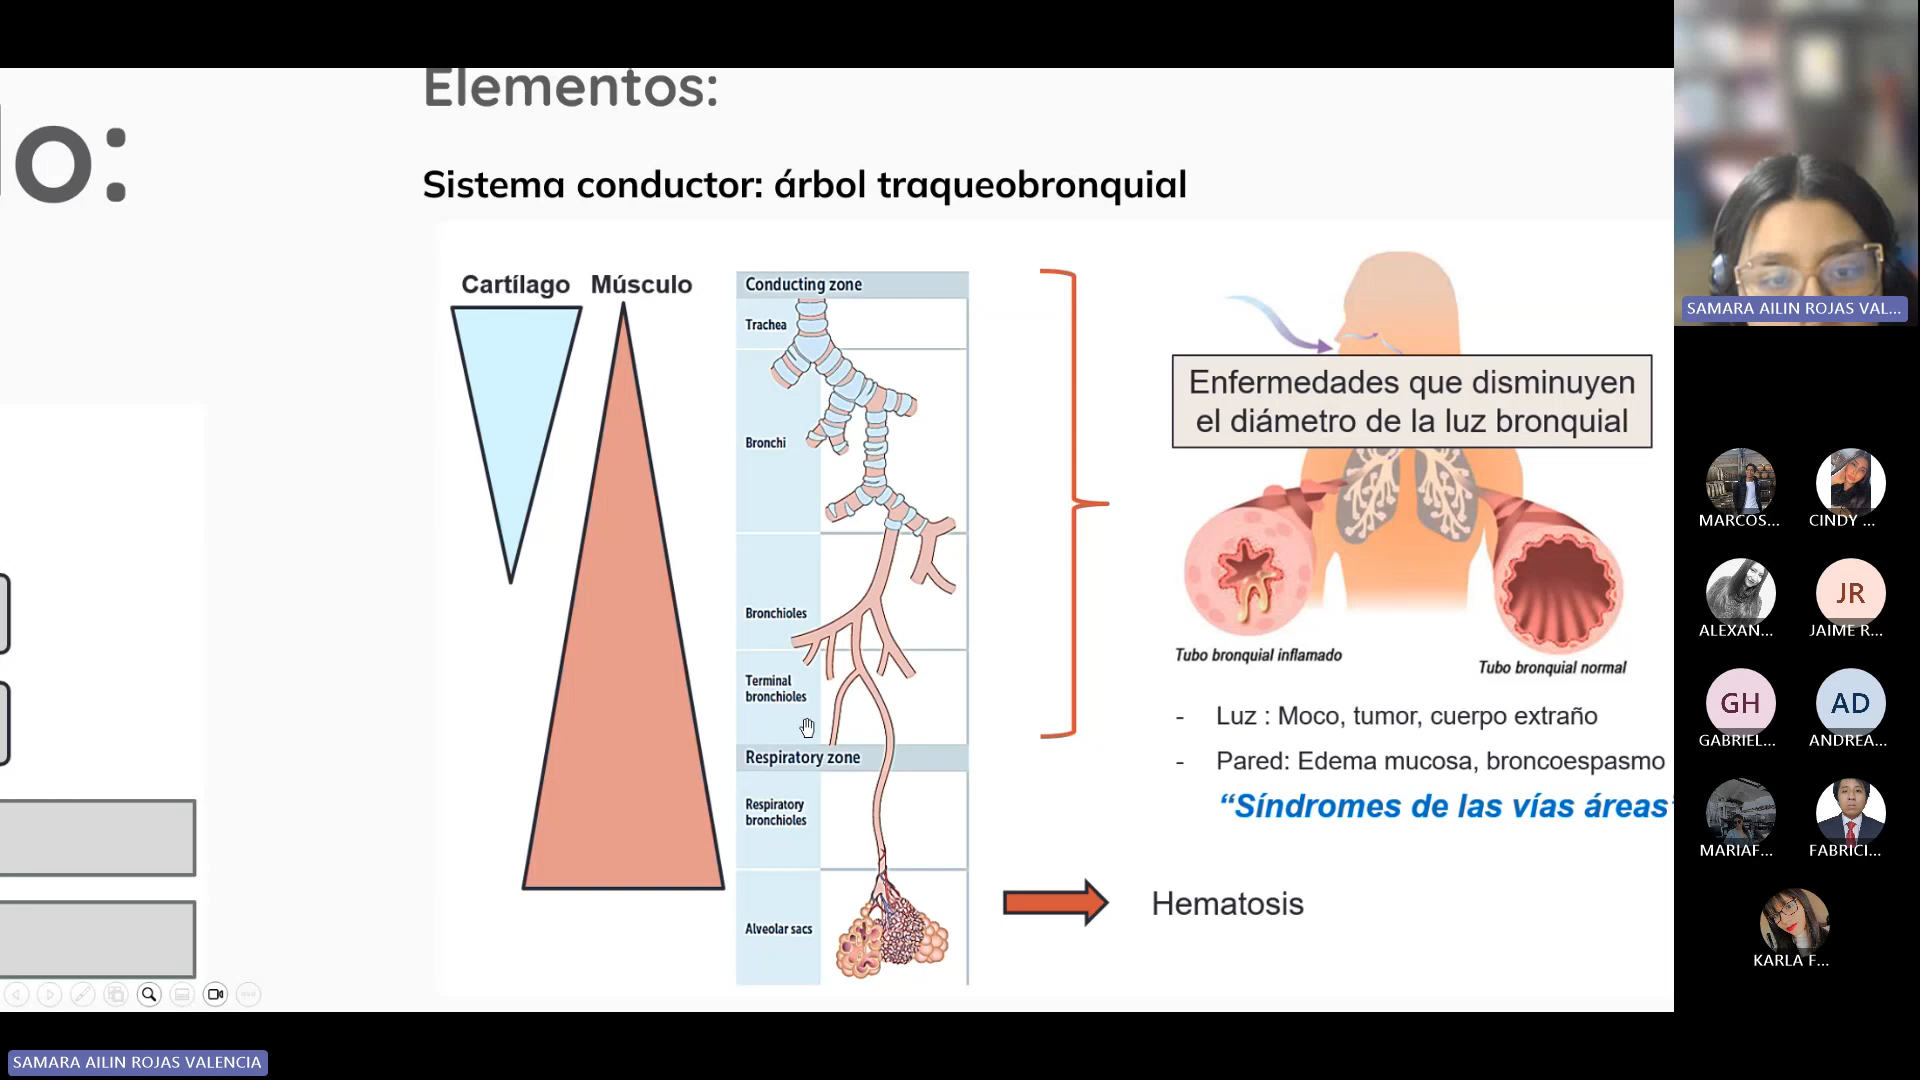 Elementos:
lo:
Sistema conductor: árbol traqueobronquial
Cartílago Músculo
Conducting zone
Trachea
Bronchi
Bronchioles
Terminal
bronchioles
Respiratory zone
Respiratory
bronchioles
Alveolar sacs
Enfermedades que disminuyen
el diámetro de la luz bronquial
Tubo bronquial inflamado
Tubo bronquial normal
- Luz : Moco, tumor, cuerpo extraño
- Pared: Edema mucosa, broncoespasmo
“Síndromes de las vías áreas”
Hematosis
SAMARA AILIN ROJAS VAL...
MARCOS...
CINDY ...
ALEXAN...
JR
JAIME R...
GH
GABRIEL...
AD
ANDREA...
MARIAF...
FABRICI...
KARLA F...
SAMARA AILIN ROJAS VALENCIA